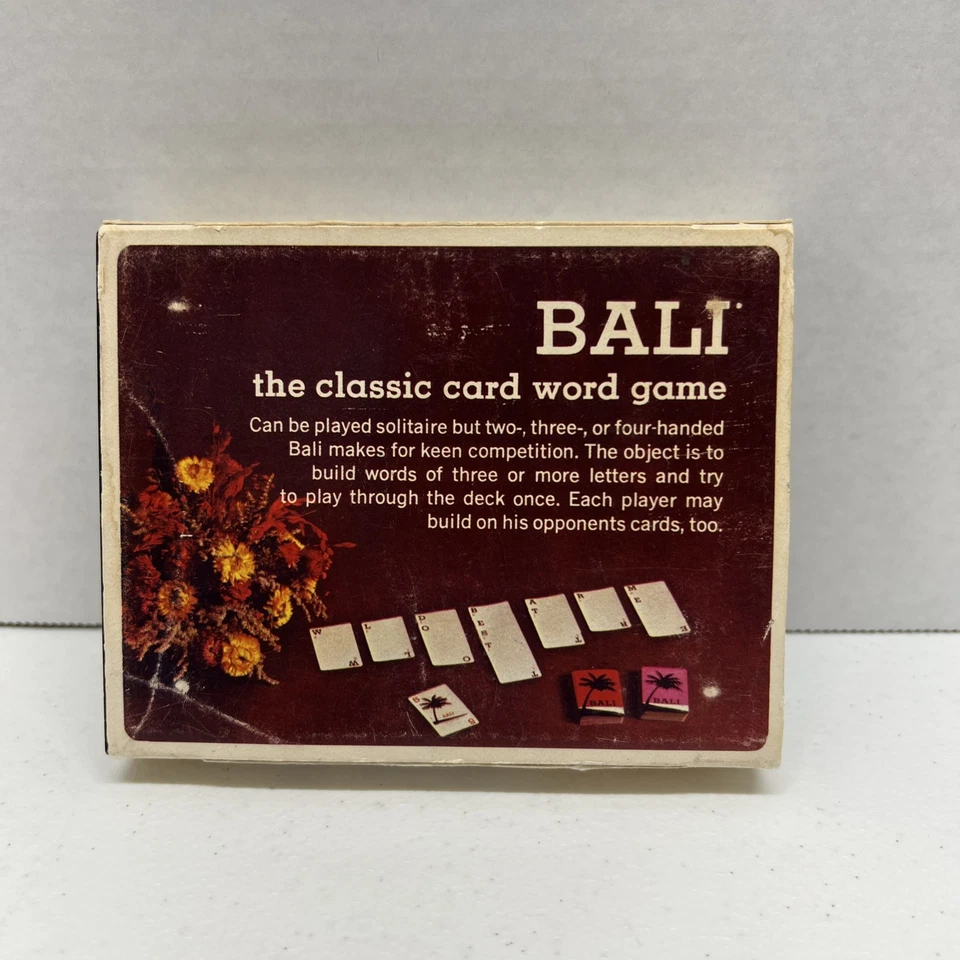 BALI
the classic card word game
Can be played solitaire but two-, three-, or four-handed
Bali makes for keen competition. The object is to
build words of three or more letters and try
to play through the deck once. Each player may
build on his opponents cards, too.
W L D O B E S T A T R M E
W L O T T R E
BALI BALI